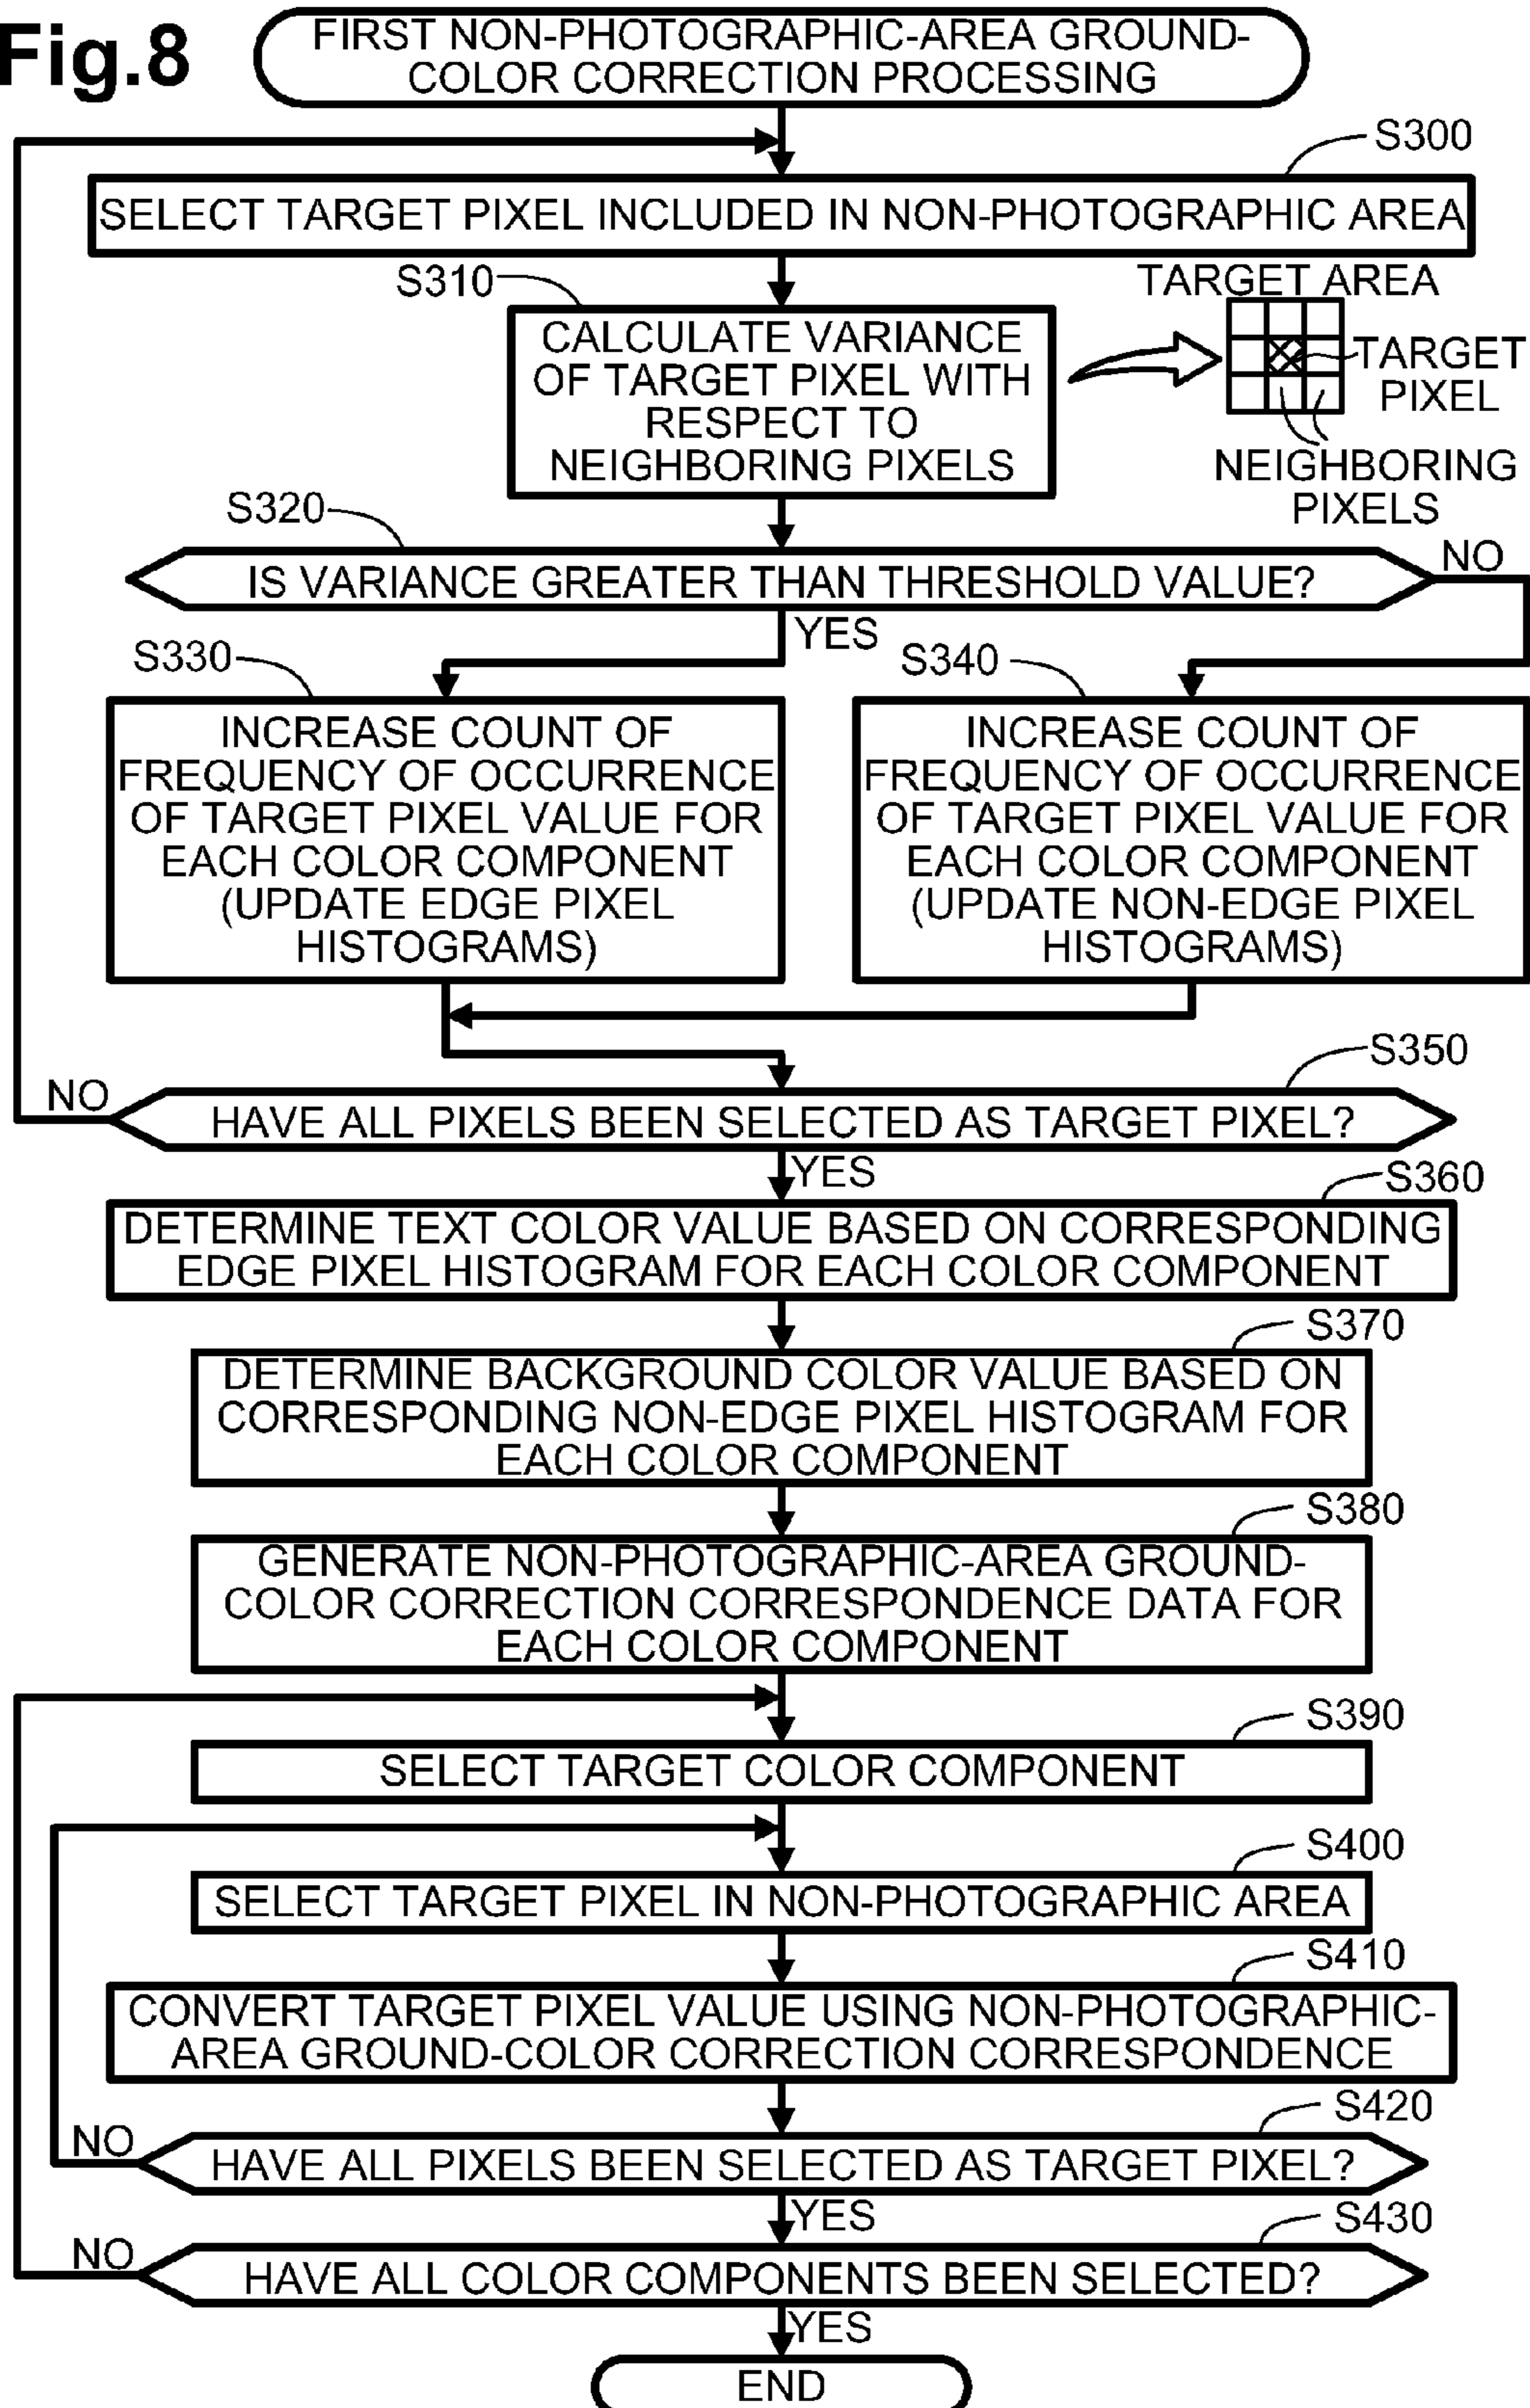 Fig.8
FIRST NON-PHOTOGRAPHIC-AREA GROUND-
COLOR CORRECTION PROCESSING
S300
SELECT TARGET PIXEL INCLUDED IN NON-PHOTOGRAPHIC AREA
S310
CALCULATE VARIANCE
OF TARGET PIXEL WITH
RESPECT TO
NEIGHBORING PIXELS
TARGET AREA
TARGET
PIXEL
NEIGHBORING
PIXELS
S320
IS VARIANCE GREATER THAN THRESHOLD VALUE?
NO
YES
S330
INCREASE COUNT OF
FREQUENCY OF OCCURRENCE
OF TARGET PIXEL VALUE FOR
EACH COLOR COMPONENT
(UPDATE EDGE PIXEL
HISTOGRAMS)
S340
INCREASE COUNT OF
FREQUENCY OF OCCURRENCE
OF TARGET PIXEL VALUE FOR
EACH COLOR COMPONENT
(UPDATE NON-EDGE PIXEL
HISTOGRAMS)
S350
NO
HAVE ALL PIXELS BEEN SELECTED AS TARGET PIXEL?
YES
S360
DETERMINE TEXT COLOR VALUE BASED ON CORRESPONDING
EDGE PIXEL HISTOGRAM FOR EACH COLOR COMPONENT
S370
DETERMINE BACKGROUND COLOR VALUE BASED ON
CORRESPONDING NON-EDGE PIXEL HISTOGRAM FOR
EACH COLOR COMPONENT
S380
GENERATE NON-PHOTOGRAPHIC-AREA GROUND-
COLOR CORRECTION CORRESPONDENCE DATA FOR
EACH COLOR COMPONENT
S390
SELECT TARGET COLOR COMPONENT
S400
SELECT TARGET PIXEL IN NON-PHOTOGRAPHIC AREA
S410
CONVERT TARGET PIXEL VALUE USING NON-PHOTOGRAPHIC-
AREA GROUND-COLOR CORRECTION CORRESPONDENCE
S420
NO
HAVE ALL PIXELS BEEN SELECTED AS TARGET PIXEL?
YES
S430
NO
HAVE ALL COLOR COMPONENTS BEEN SELECTED?
YES
END